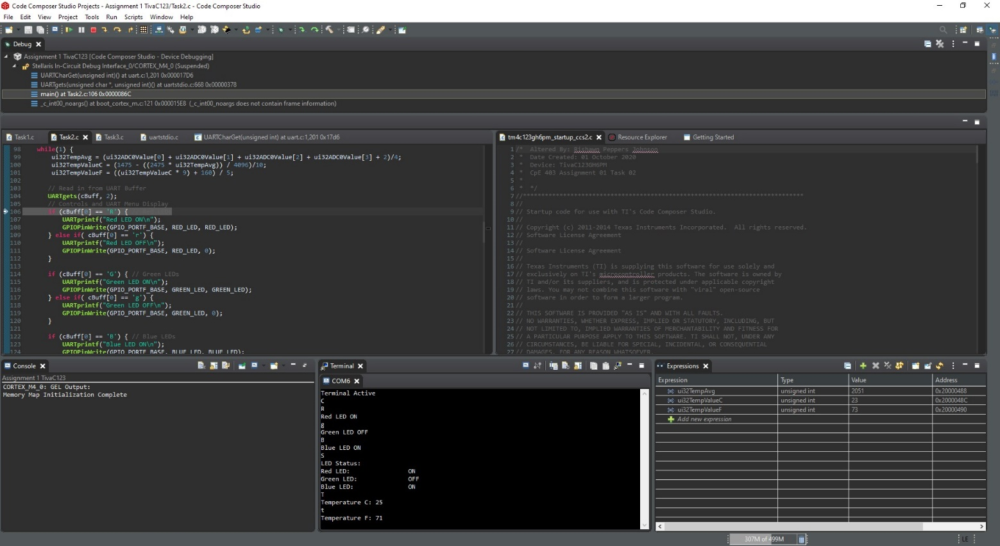 Code Composer Studio Projects - Assignment 1 TivaC123/Task2.c - Code Composer Studio
File Edit View Project Tools Run Scripts Window Help
Debug
Assignment 1 TivaC123 [Code Composer Studio - Device Debugging]
Stellaris In-Circuit Debug Interface_0/CORTEX_M4_0 (Suspended)
UARTCharGet(unsigned int)() at uart.c:1,201 0x000017D6
UARTgets(unsigned char *, unsigned int)() at uartstdio.c:668 0x00000378
main() at Task2.c:106 0x0000086C
_c_int00_noargs() at boot_cortex_m.c:121 0x000015E8 (_c_int00_noargs does not contain frame information)
Task1.c Task2.c Task3.c uartstdio.c UARTCharGet(unsigned int) at uart.c:1,201 0x17d6
98 while(1) {
99 ui32TempAvg = (ui32ADC0Value[0] + ui32ADC0Value[1] + ui32ADC0Value[2] + ui32ADC0Value[3] + 2)/4;
100 ui32TempValueC = (1475 - ((2475 * ui32TempAvg)) / 4096)/10;
101 ui32TempValueF = ((ui32TempValueC * 9) + 160) / 5;
102
103 // Read in from UART Buffer
104 UARTgets(cBuff, 2);
105 // Controls and UART Menu Display
106 if (cBuff[0] == 'R') {
107 UARTprintf("Red LED ON\n");
108 GPIOPinWrite(GPIO_PORTF_BASE, RED_LED, RED_LED);
109 } else if( cBuff[0] == 'r') {
110 UARTprintf("Red LED OFF\n");
111 GPIOPinWrite(GPIO_PORTF_BASE, RED_LED, 0);
112 }
113
114 if (cBuff[0] == 'G') { // Green LEDs
115 UARTprintf("Green LED ON\n");
116 GPIOPinWrite(GPIO_PORTF_BASE, GREEN_LED, GREEN_LED);
117 } else if( cBuff[0] == 'g') {
118 UARTprintf("Green LED OFF\n");
119 GPIOPinWrite(GPIO_PORTF_BASE, GREEN_LED, 0);
120 }
121
122 if (cBuff[0] == 'B') { // Blue LEDs
123 UARTprintf("Blue LED ON\n");
124 GPIOPinWrite(GPIO_PORTF_BASE, BLUE_LED, BLUE_LED);
tm4c123gh6pm_startup_ccs2.c Resource Explorer Getting Started
1 /* Altered By: Rishawn Peppers Johnson
2 * Date Created: 01 October 2020
3 * Device: TivaC123GH6PM
4 * CpE 403 Assignment 01 Task 02
5 *
6 * */
7 //*****************************************************************************
8 //
9 // Startup code for use with TI's Code Composer Studio.
10 //
11 // Copyright (c) 2011-2014 Texas Instruments Incorporated. All rights reserved.
12 // Software License Agreement
13 //
14 // Software License Agreement
15 //
16 // Texas Instruments (TI) is supplying this software for use solely and
17 // exclusively on TI's microcontroller products. The software is owned by
18 // TI and/or its suppliers, and is protected under applicable copyright
19 // laws. You may not combine this software with "viral" open-source
20 // software in order to form a larger program.
21 //
22 // THIS SOFTWARE IS PROVIDED "AS IS" AND WITH ALL FAULTS.
23 // NO WARRANTIES, WHETHER EXPRESS, IMPLIED OR STATUTORY, INCLUDING, BUT
24 // NOT LIMITED TO, IMPLIED WARRANTIES OF MERCHANTABILITY AND FITNESS FOR
25 // A PARTICULAR PURPOSE APPLY TO THIS SOFTWARE. TI SHALL NOT, UNDER ANY
26 // CIRCUMSTANCES, BE LIABLE FOR SPECIAL, INCIDENTAL, OR CONSEQUENTIAL
27 // DAMAGES, FOR ANY REASON WHATSOEVER.
Console
Assignment 1 TivaC123
CORTEX_M4_0: GEL Output:
Memory Map Initialization Complete
Terminal
COM6
Terminal Active
C
R
Red LED ON
g
Green LED OFF
B
Blue LED ON
S
LED Status:
Red LED: ON
Green LED: OFF
Blue LED: ON
T
Temperature C: 25
t
Temperature F: 71
Expressions
Expression Type Value Address
ui32TempAvg unsigned int 2051 0x20000488
ui32TempValueC unsigned int 23 0x2000048C
ui32TempValueF unsigned int 73 0x20000490
Add new expression
307M of 499M
LE